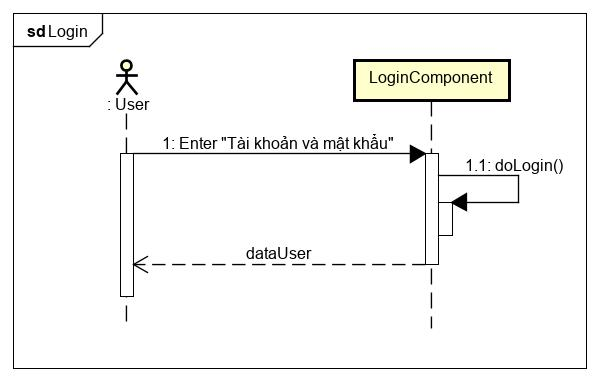 sd Login
LoginComponent
: User
1: Enter "Tài khoản và mật khẩu"
1.1: doLogin()
dataUser